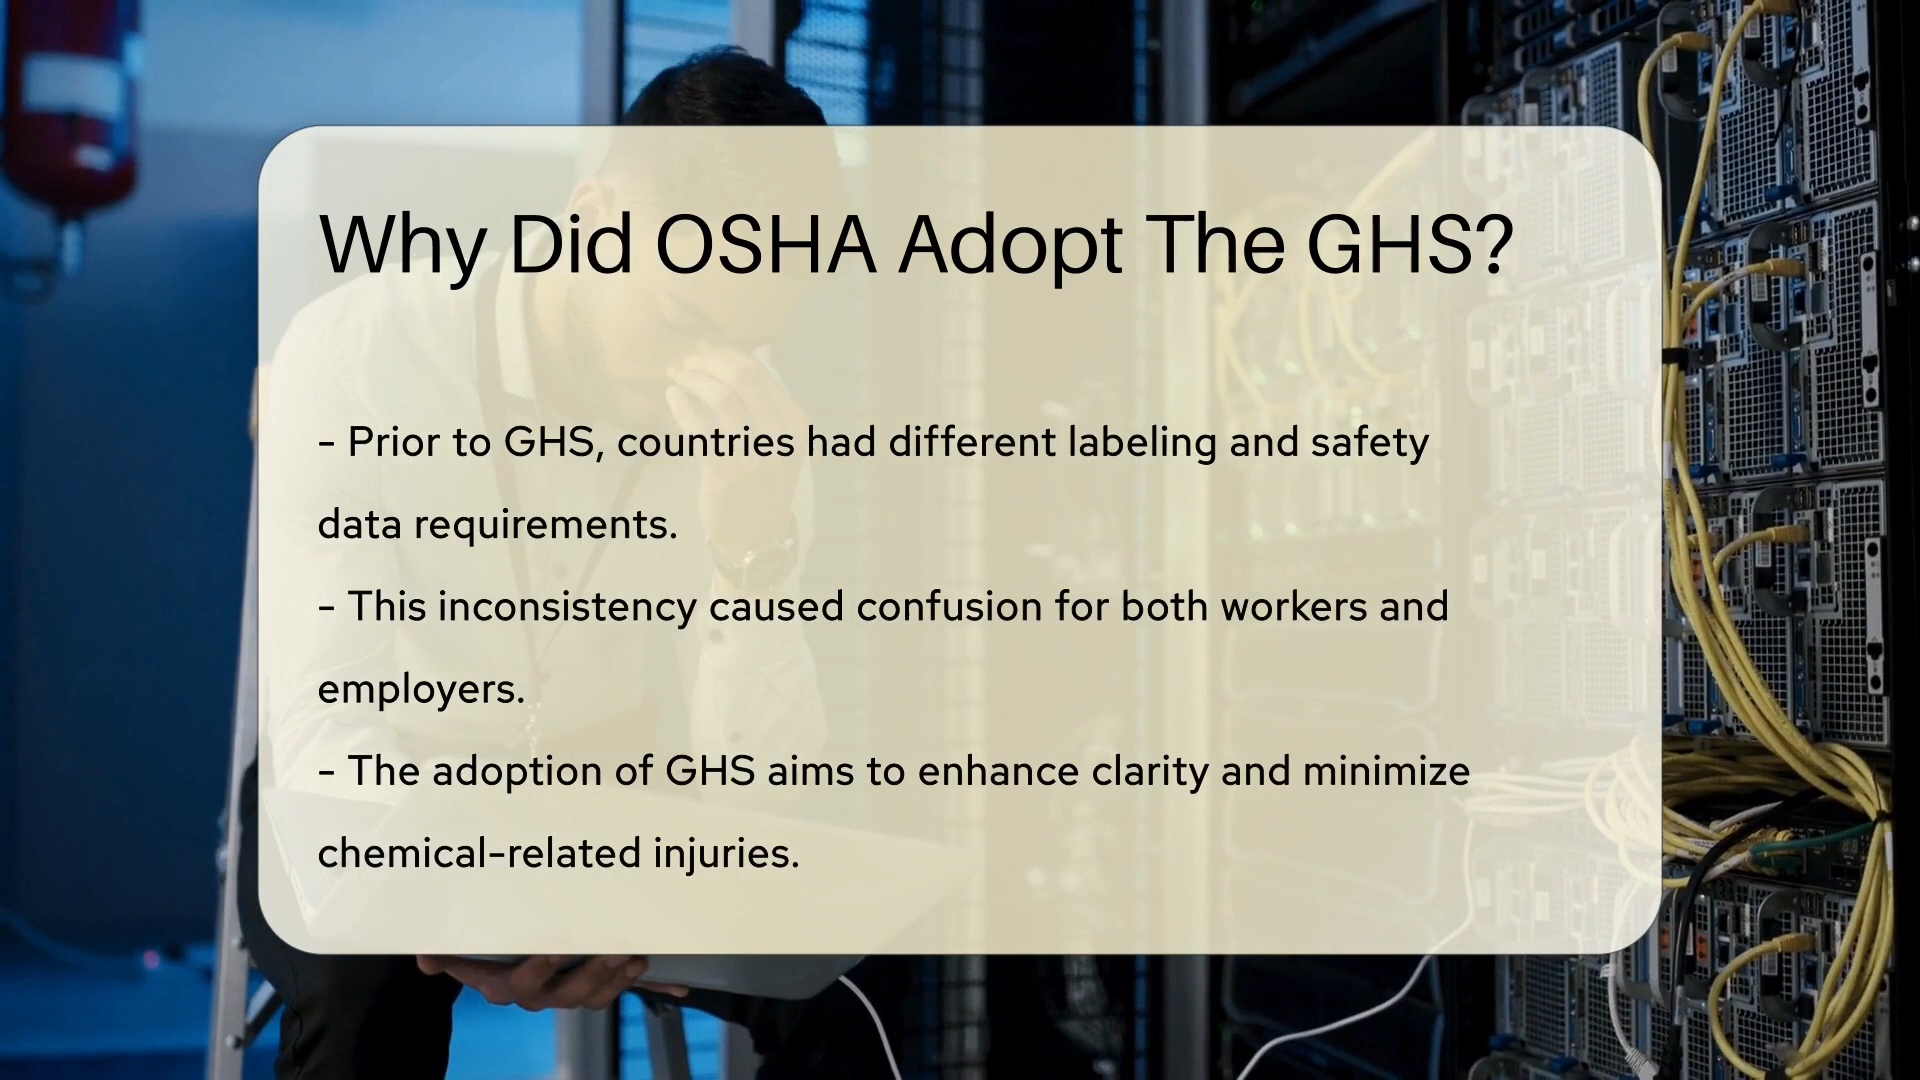 Why Did OSHA Adopt The GHS?
- Prior to GHS, countries had different labeling and safety
data requirements.
- This inconsistency caused confusion for both workers and
employers.
- The adoption of GHS aims to enhance clarity and minimize
chemical-related injuries.